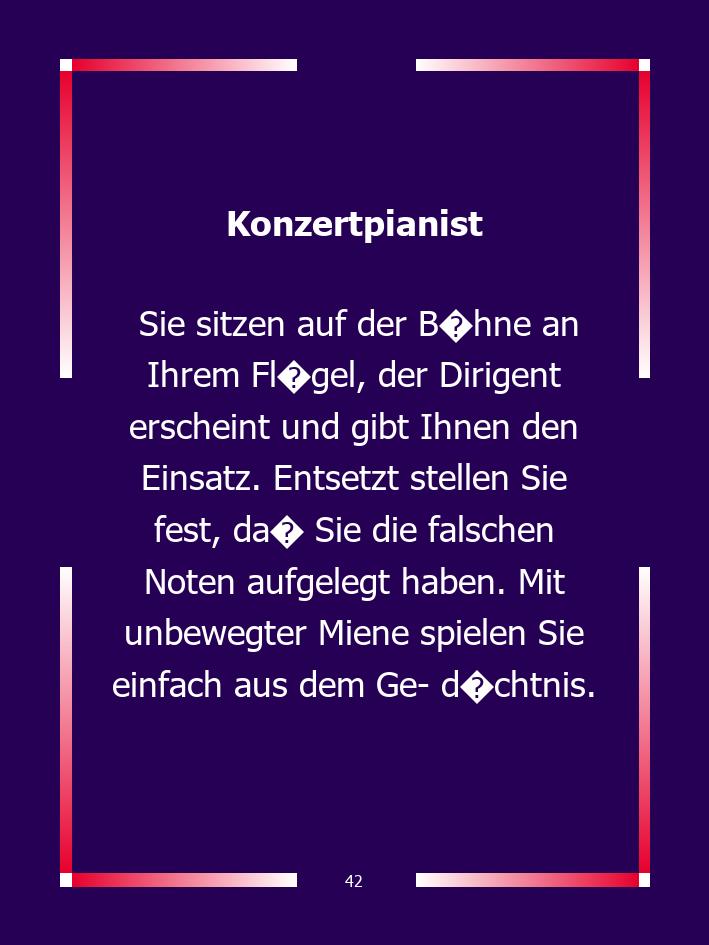 Konzertpianist
Sie sitzen auf der B�hne an
Ihrem Fl�gel, der Dirigent
erscheint und gibt Ihnen den
Einsatz. Entsetzt stellen Sie
fest, da� Sie die falschen
Noten aufgelegt haben. Mit
unbewegter Miene spielen Sie
einfach aus dem Ge- d�chtnis.
42